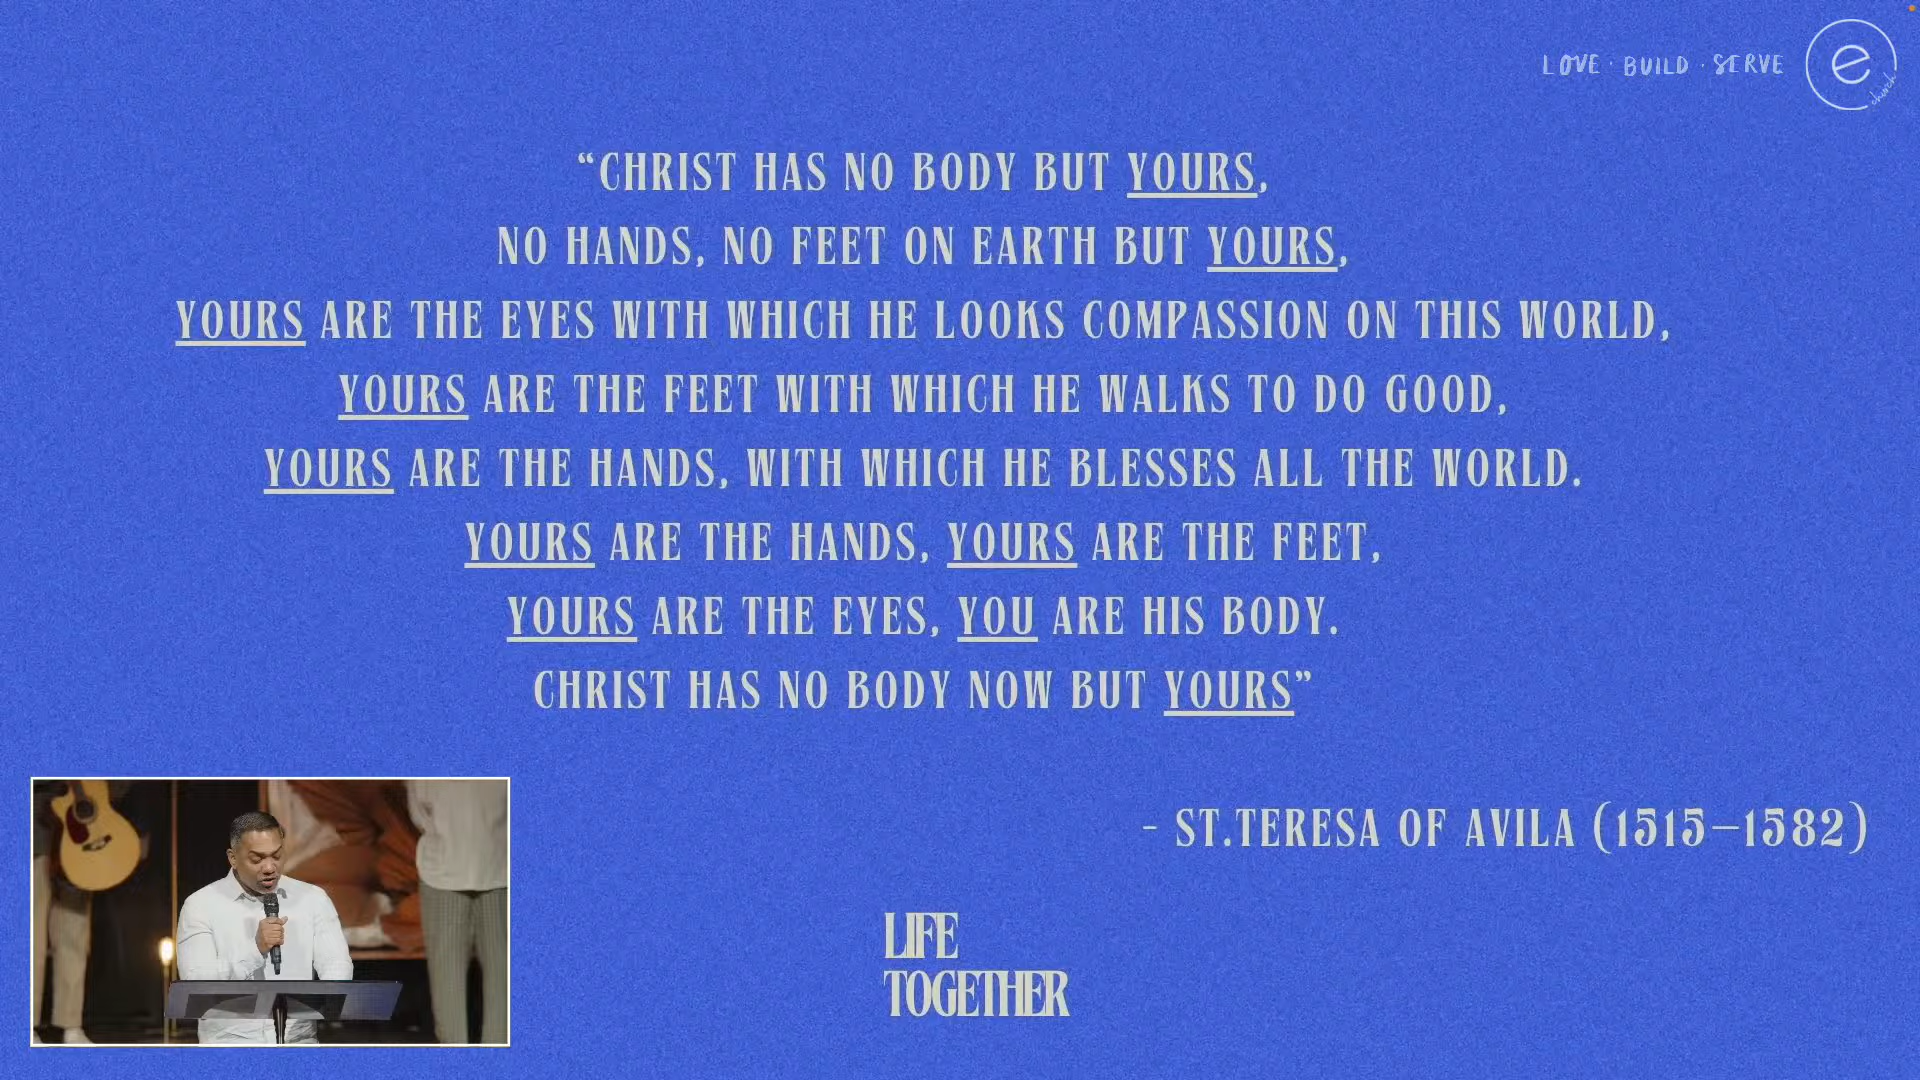 LOVE · BUILD · SERVE
e
church
“CHRIST HAS NO BODY BUT YOURS,
NO HANDS, NO FEET ON EARTH BUT YOURS,
YOURS ARE THE EYES WITH WHICH HE LOOKS COMPASSION ON THIS WORLD,
YOURS ARE THE FEET WITH WHICH HE WALKS TO DO GOOD,
YOURS ARE THE HANDS, WITH WHICH HE BLESSES ALL THE WORLD.
YOURS ARE THE HANDS, YOURS ARE THE FEET,
YOURS ARE THE EYES, YOU ARE HIS BODY.
CHRIST HAS NO BODY NOW BUT YOURS”
- ST.TERESA OF AVILA (1515–1582)
LIFE
TOGETHER